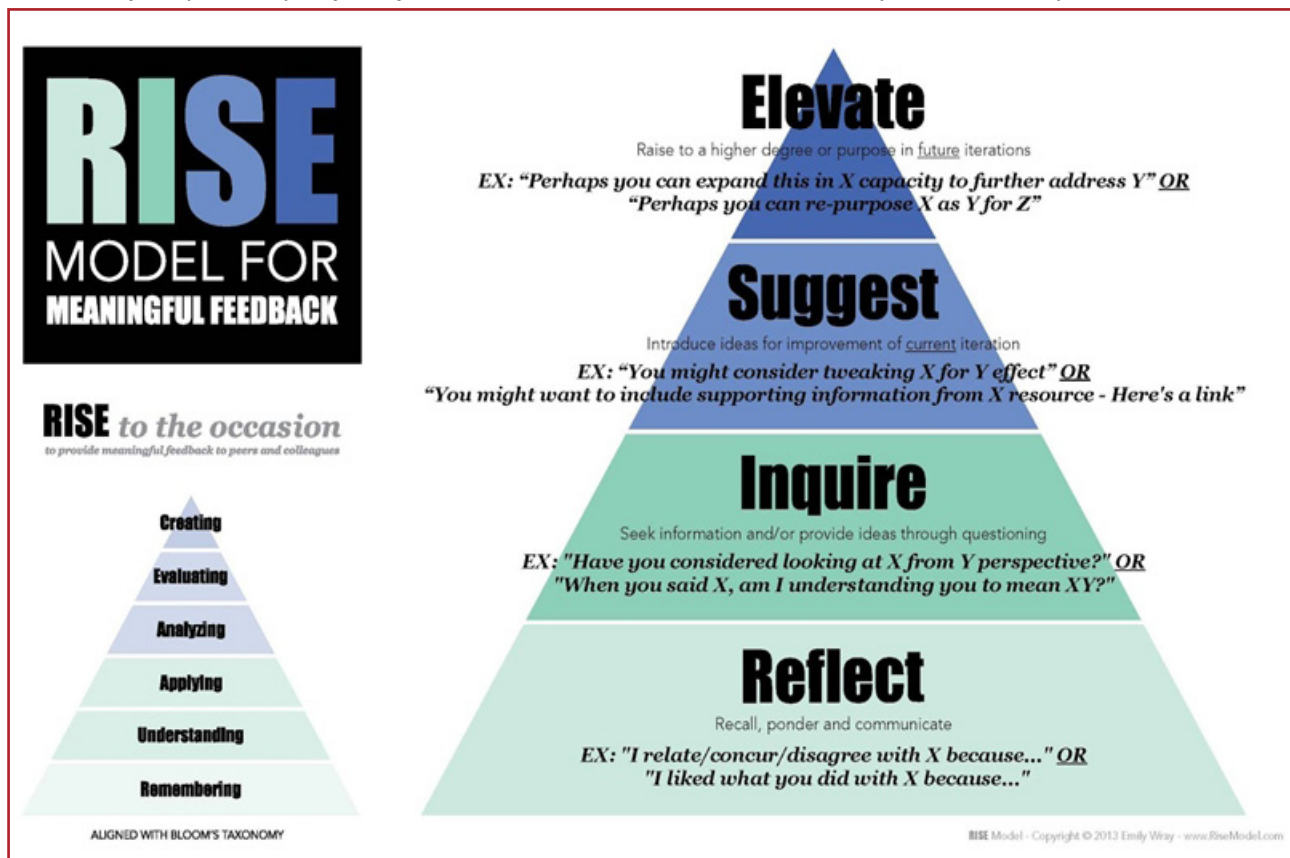 RISE
MODEL FOR
MEANINGFUL FEEDBACK
RISE to the occasion
to provide meaningful feedback to peers and colleagues
Creating
Evaluating
Analyzing
Applying
Understanding
Remembering
ALIGNED WITH BLOOM'S TAXONOMY
Elevate
Raise to a higher degree or purpose in future iterations
EX: “Perhaps you can expand this in X capacity to further address Y” OR
“Perhaps you can re-purpose X as Y for Z”
Suggest
Introduce ideas for improvement of current iteration
EX: “You might consider tweaking X for Y effect” OR
“You might want to include supporting information from X resource - Here's a link”
Inquire
Seek information and/or provide ideas through questioning
EX: "Have you considered looking at X from Y perspective?" OR
"When you said X, am I understanding you to mean XY?"
Reflect
Recall, ponder and communicate
EX: "I relate/concur/disagree with X because..." OR
"I liked what you did with X because..."
RISE Model - Copyright © 2013 Emily Wray - www.RiseModel.com